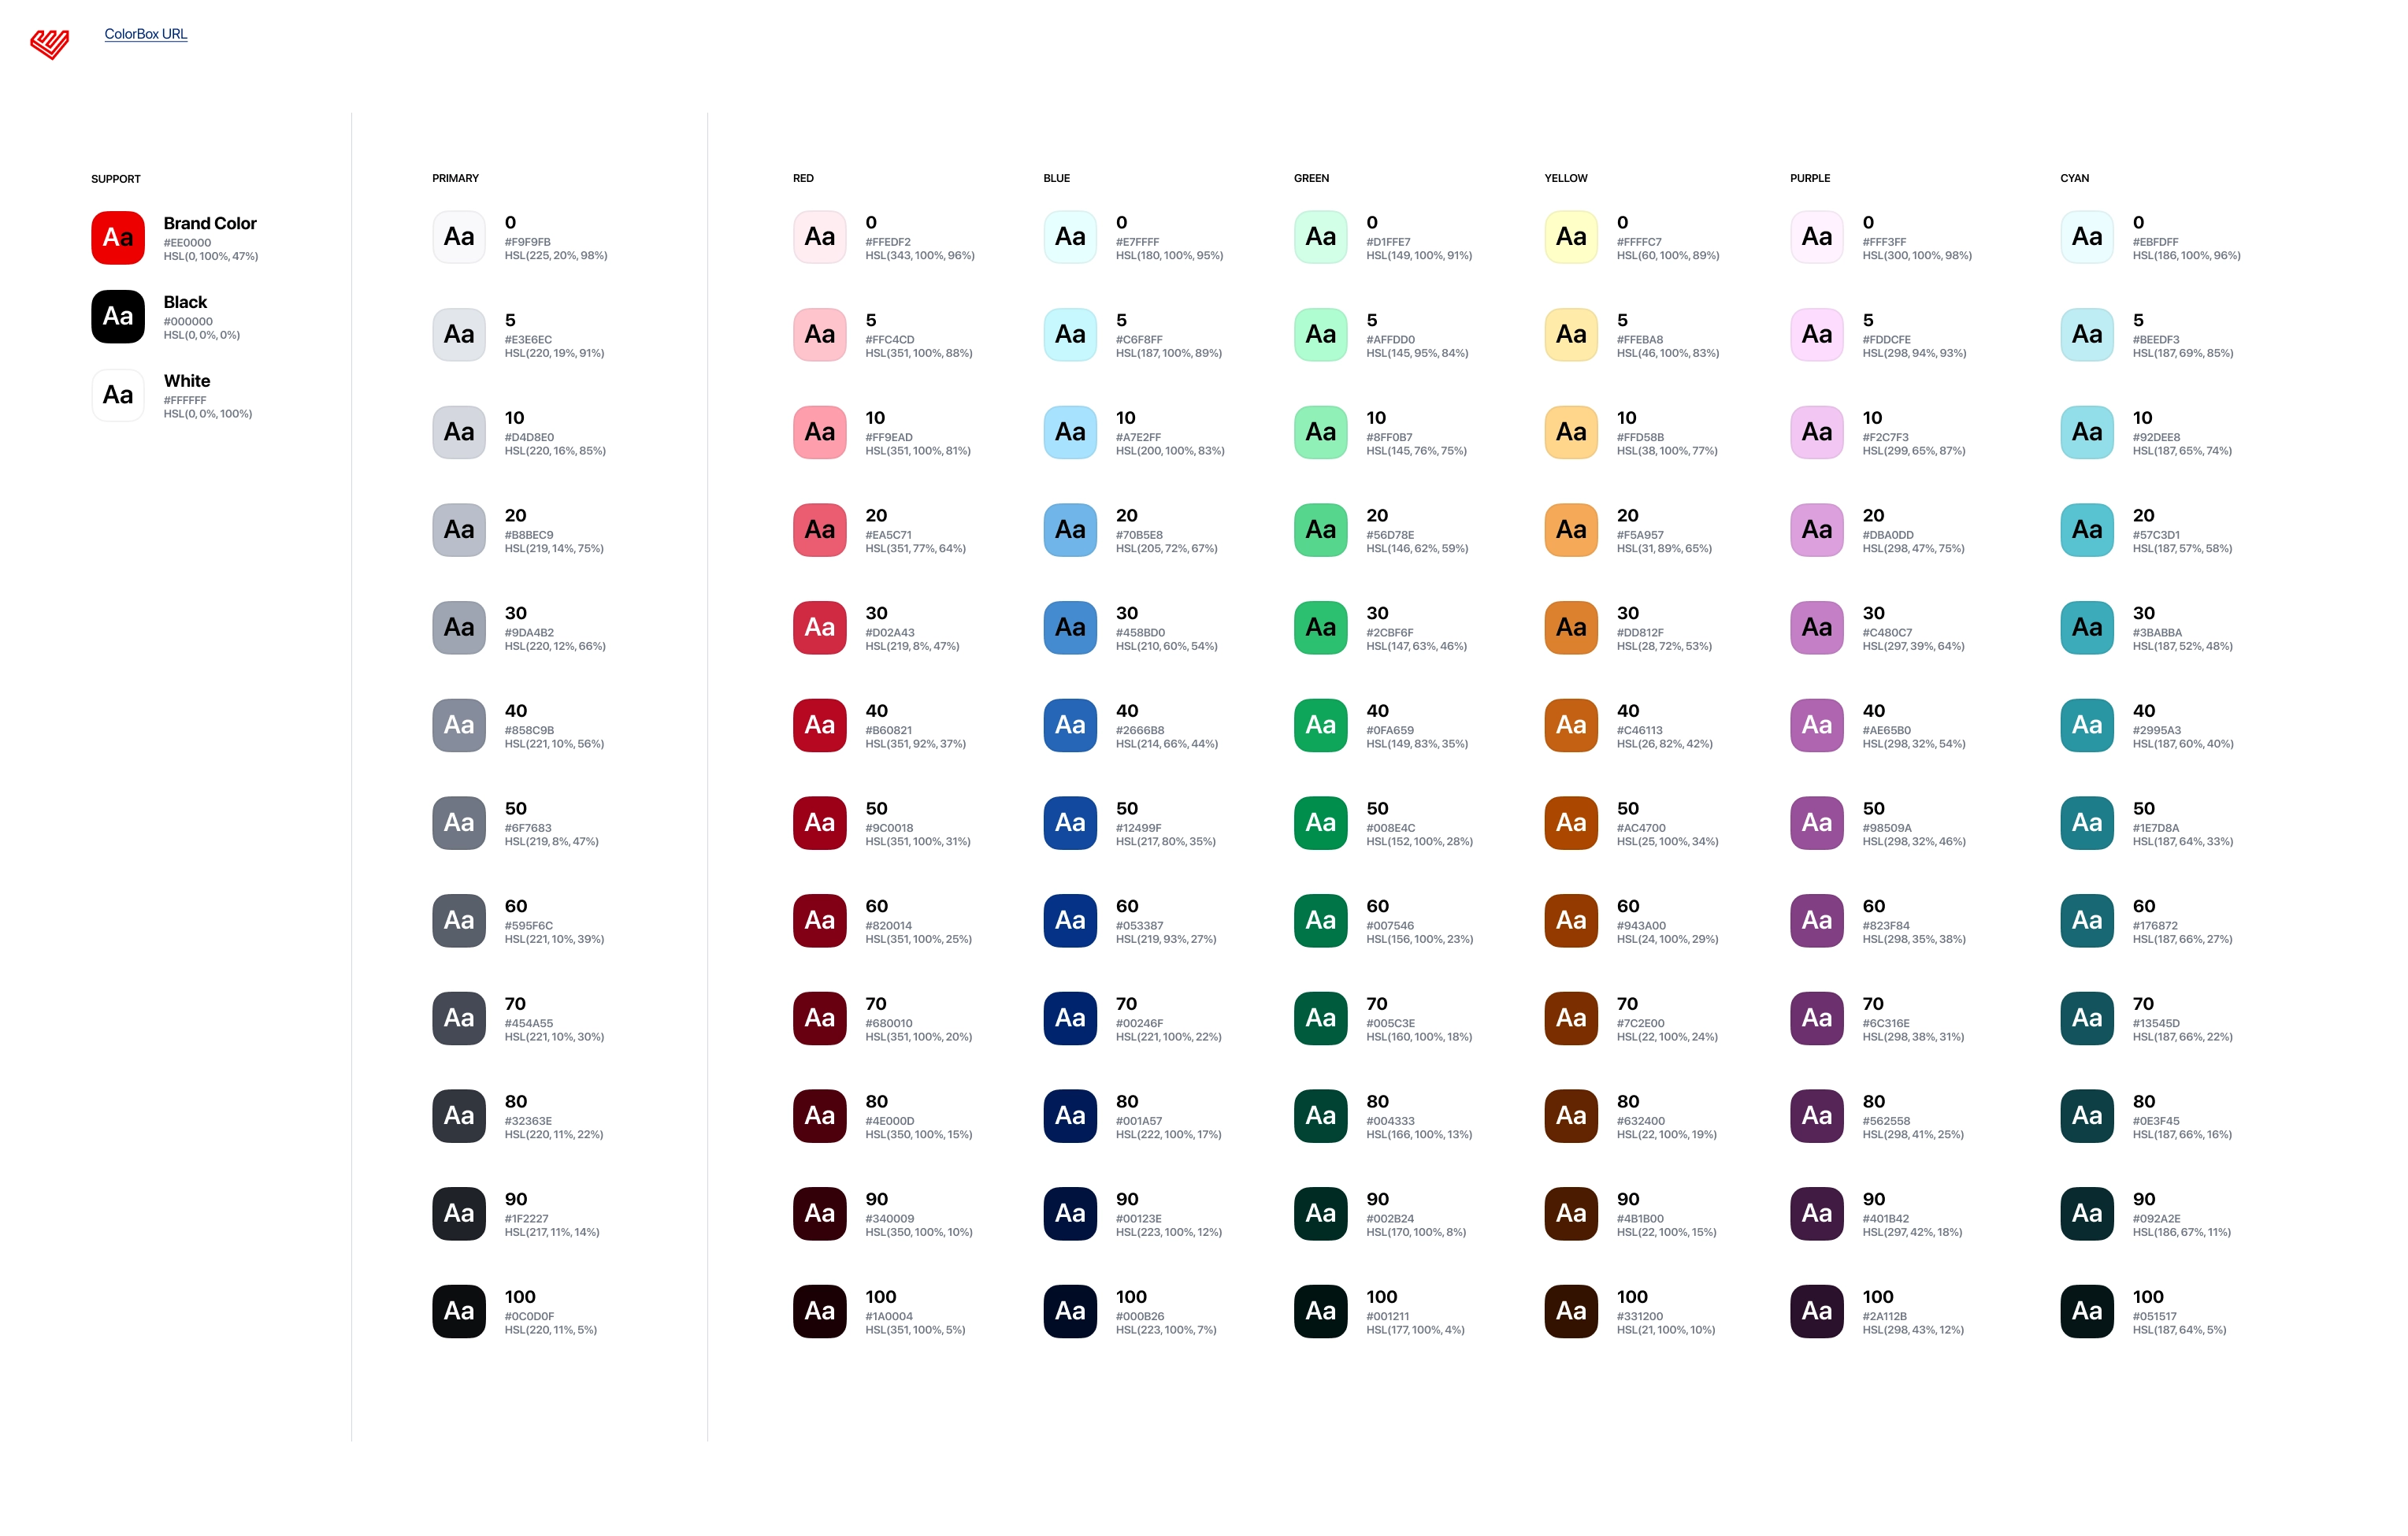 ColorBox URL
SUPPORT
Aa
Brand Color
#EE0000
HSL(0, 100%, 47%)
Aa
Black
#000000
HSL(0, 0%, 0%)
Aa
White
#FFFFFF
HSL(0, 0%, 100%)
PRIMARY
Aa
0
#F9F9FB
HSL(225, 20%, 98%)
Aa
5
#E3E6EC
HSL(220, 19%, 91%)
Aa
10
#D4D8E0
HSL(220, 16%, 85%)
Aa
20
#B8BEC9
HSL(219, 14%, 75%)
Aa
30
#9DA4B2
HSL(220, 12%, 66%)
Aa
40
#858C9B
HSL(221, 10%, 56%)
Aa
50
#6F7683
HSL(219, 8%, 47%)
Aa
60
#595F6C
HSL(221, 10%, 39%)
Aa
70
#454A55
HSL(221, 10%, 30%)
Aa
80
#32363E
HSL(220, 11%, 22%)
Aa
90
#1F2227
HSL(217, 11%, 14%)
Aa
100
#0C0D0F
HSL(220, 11%, 5%)
RED
Aa
0
#FFEDF2
HSL(343, 100%, 96%)
Aa
5
#FFC4CD
HSL(351, 100%, 88%)
Aa
10
#FF9EAD
HSL(351, 100%, 81%)
Aa
20
#EA5C71
HSL(351, 77%, 64%)
Aa
30
#D02A43
HSL(219, 8%, 47%)
Aa
40
#B60821
HSL(351, 92%, 37%)
Aa
50
#9C0018
HSL(351, 100%, 31%)
Aa
60
#820014
HSL(351, 100%, 25%)
Aa
70
#680010
HSL(351, 100%, 20%)
Aa
80
#4E000D
HSL(350, 100%, 15%)
Aa
90
#340009
HSL(350, 100%, 10%)
Aa
100
#1A0004
HSL(351, 100%, 5%)
BLUE
Aa
0
#E7FFFF
HSL(180, 100%, 95%)
Aa
5
#C6F8FF
HSL(187, 100%, 89%)
Aa
10
#A7E2FF
HSL(200, 100%, 83%)
Aa
20
#70B5E8
HSL(205, 72%, 67%)
Aa
30
#458BD0
HSL(210, 60%, 54%)
Aa
40
#2666B8
HSL(214, 66%, 44%)
Aa
50
#12499F
HSL(217, 80%, 35%)
Aa
60
#053387
HSL(219, 93%, 27%)
Aa
70
#00246F
HSL(221, 100%, 22%)
Aa
80
#001A57
HSL(222, 100%, 17%)
Aa
90
#00123E
HSL(223, 100%, 12%)
Aa
100
#000B26
HSL(223, 100%, 7%)
GREEN
Aa
0
#D1FFE7
HSL(149, 100%, 91%)
Aa
5
#AFFDD0
HSL(145, 95%, 84%)
Aa
10
#8FF0B7
HSL(145, 76%, 75%)
Aa
20
#56D78E
HSL(146, 62%, 59%)
Aa
30
#2CBF6F
HSL(147, 63%, 46%)
Aa
40
#0FA659
HSL(149, 83%, 35%)
Aa
50
#008E4C
HSL(152, 100%, 28%)
Aa
60
#007546
HSL(156, 100%, 23%)
Aa
70
#005C3E
HSL(160, 100%, 18%)
Aa
80
#004333
HSL(166, 100%, 13%)
Aa
90
#002B24
HSL(170, 100%, 8%)
Aa
100
#001211
HSL(177, 100%, 4%)
YELLOW
Aa
0
#FFFFC7
HSL(60, 100%, 89%)
Aa
5
#FFEBA8
HSL(46, 100%, 83%)
Aa
10
#FFD58B
HSL(38, 100%, 77%)
Aa
20
#F5A957
HSL(31, 89%, 65%)
Aa
30
#DD812F
HSL(28, 72%, 53%)
Aa
40
#C46113
HSL(26, 82%, 42%)
Aa
50
#AC4700
HSL(25, 100%, 34%)
Aa
60
#943A00
HSL(24, 100%, 29%)
Aa
70
#7C2E00
HSL(22, 100%, 24%)
Aa
80
#632400
HSL(22, 100%, 19%)
Aa
90
#4B1B00
HSL(22, 100%, 15%)
Aa
100
#331200
HSL(21, 100%, 10%)
PURPLE
Aa
0
#FFF3FF
HSL(300, 100%, 98%)
Aa
5
#FDDCFE
HSL(298, 94%, 93%)
Aa
10
#F2C7F3
HSL(299, 65%, 87%)
Aa
20
#DBA0DD
HSL(298, 47%, 75%)
Aa
30
#C480C7
HSL(297, 39%, 64%)
Aa
40
#AE65B0
HSL(298, 32%, 54%)
Aa
50
#98509A
HSL(298, 32%, 46%)
Aa
60
#823F84
HSL(298, 35%, 38%)
Aa
70
#6C316E
HSL(298, 38%, 31%)
Aa
80
#562558
HSL(298, 41%, 25%)
Aa
90
#401B42
HSL(297, 42%, 18%)
Aa
100
#2A112B
HSL(298, 43%, 12%)
CYAN
Aa
0
#EBFDFF
HSL(186, 100%, 96%)
Aa
5
#BEEDF3
HSL(187, 69%, 85%)
Aa
10
#92DEE8
HSL(187, 65%, 74%)
Aa
20
#57C3D1
HSL(187, 57%, 58%)
Aa
30
#3BABBA
HSL(187, 52%, 48%)
Aa
40
#2995A3
HSL(187, 60%, 40%)
Aa
50
#1E7D8A
HSL(187, 64%, 33%)
Aa
60
#176872
HSL(187, 66%, 27%)
Aa
70
#13545D
HSL(187, 66%, 22%)
Aa
80
#0E3F45
HSL(187, 66%, 16%)
Aa
90
#092A2E
HSL(186, 67%, 11%)
Aa
100
#051517
HSL(187, 64%, 5%)